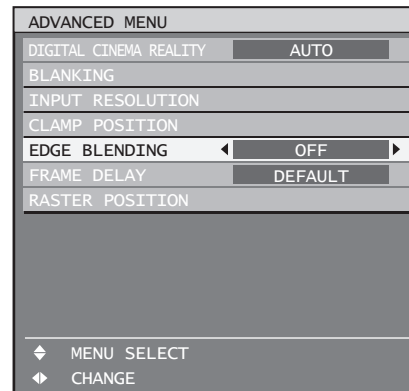 ADVANCED MENU
DIGITAL CINEMA REALITY AUTO
BLANKING
INPUT RESOLUTION
CLAMP POSITION
EDGE BLENDING OFF
FRAME DELAY DEFAULT
RASTER POSITION
MENU SELECT
CHANGE